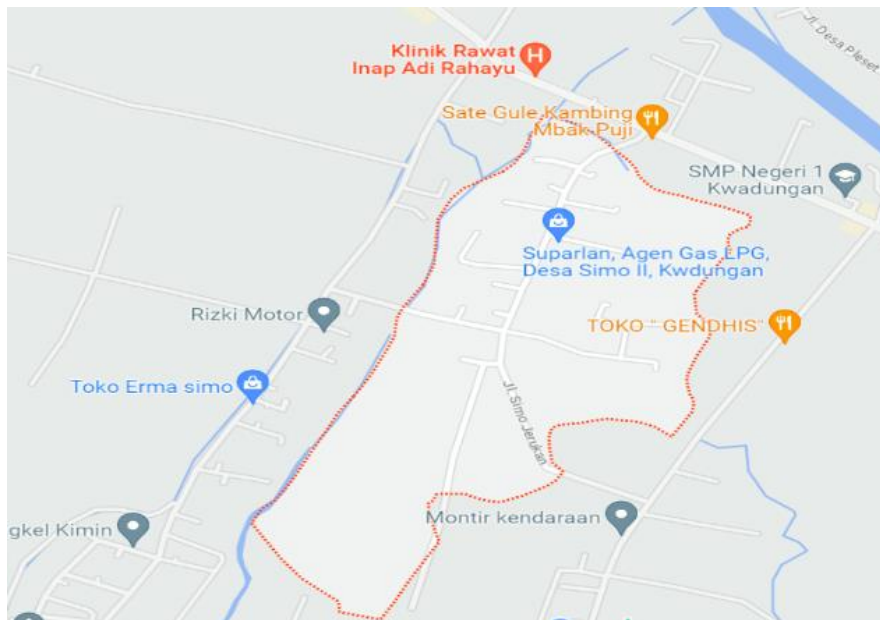 Jl. Desa Pleset
Klinik Rawat
Inap Adi Rahayu
Sate Gule Kambing
Mbak Puji
SMP Negeri 1
Kwadungan
Suparlan, Agen Gas LPG,
Desa Simo II, Kwdungan
Rizki Motor
TOKO " GENDHIS"
Toko Erma simo
Jl. Simo Jerukan
Montir kendaraan
gkel Kimin